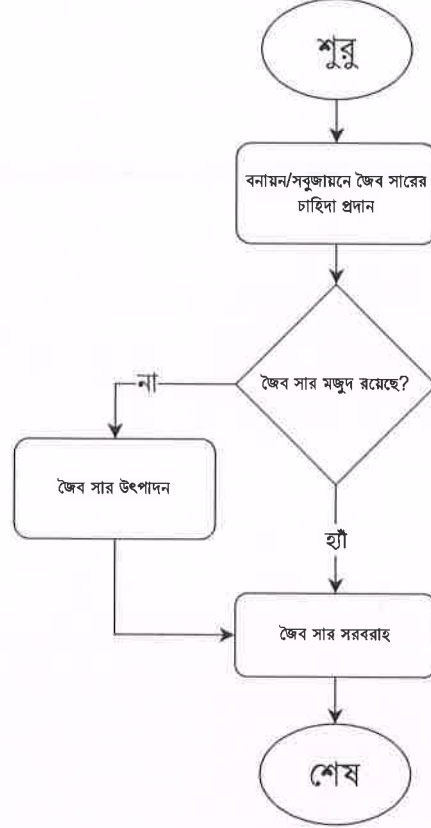 শুরু
বনায়ন/সবুজায়নে জৈব সারের
চাহিদা প্রদান
জৈব সার মজুদ রয়েছে?
না
জৈব সার উৎপাদন
হ্যাঁ
জৈব সার সরবরাহ
শেষ